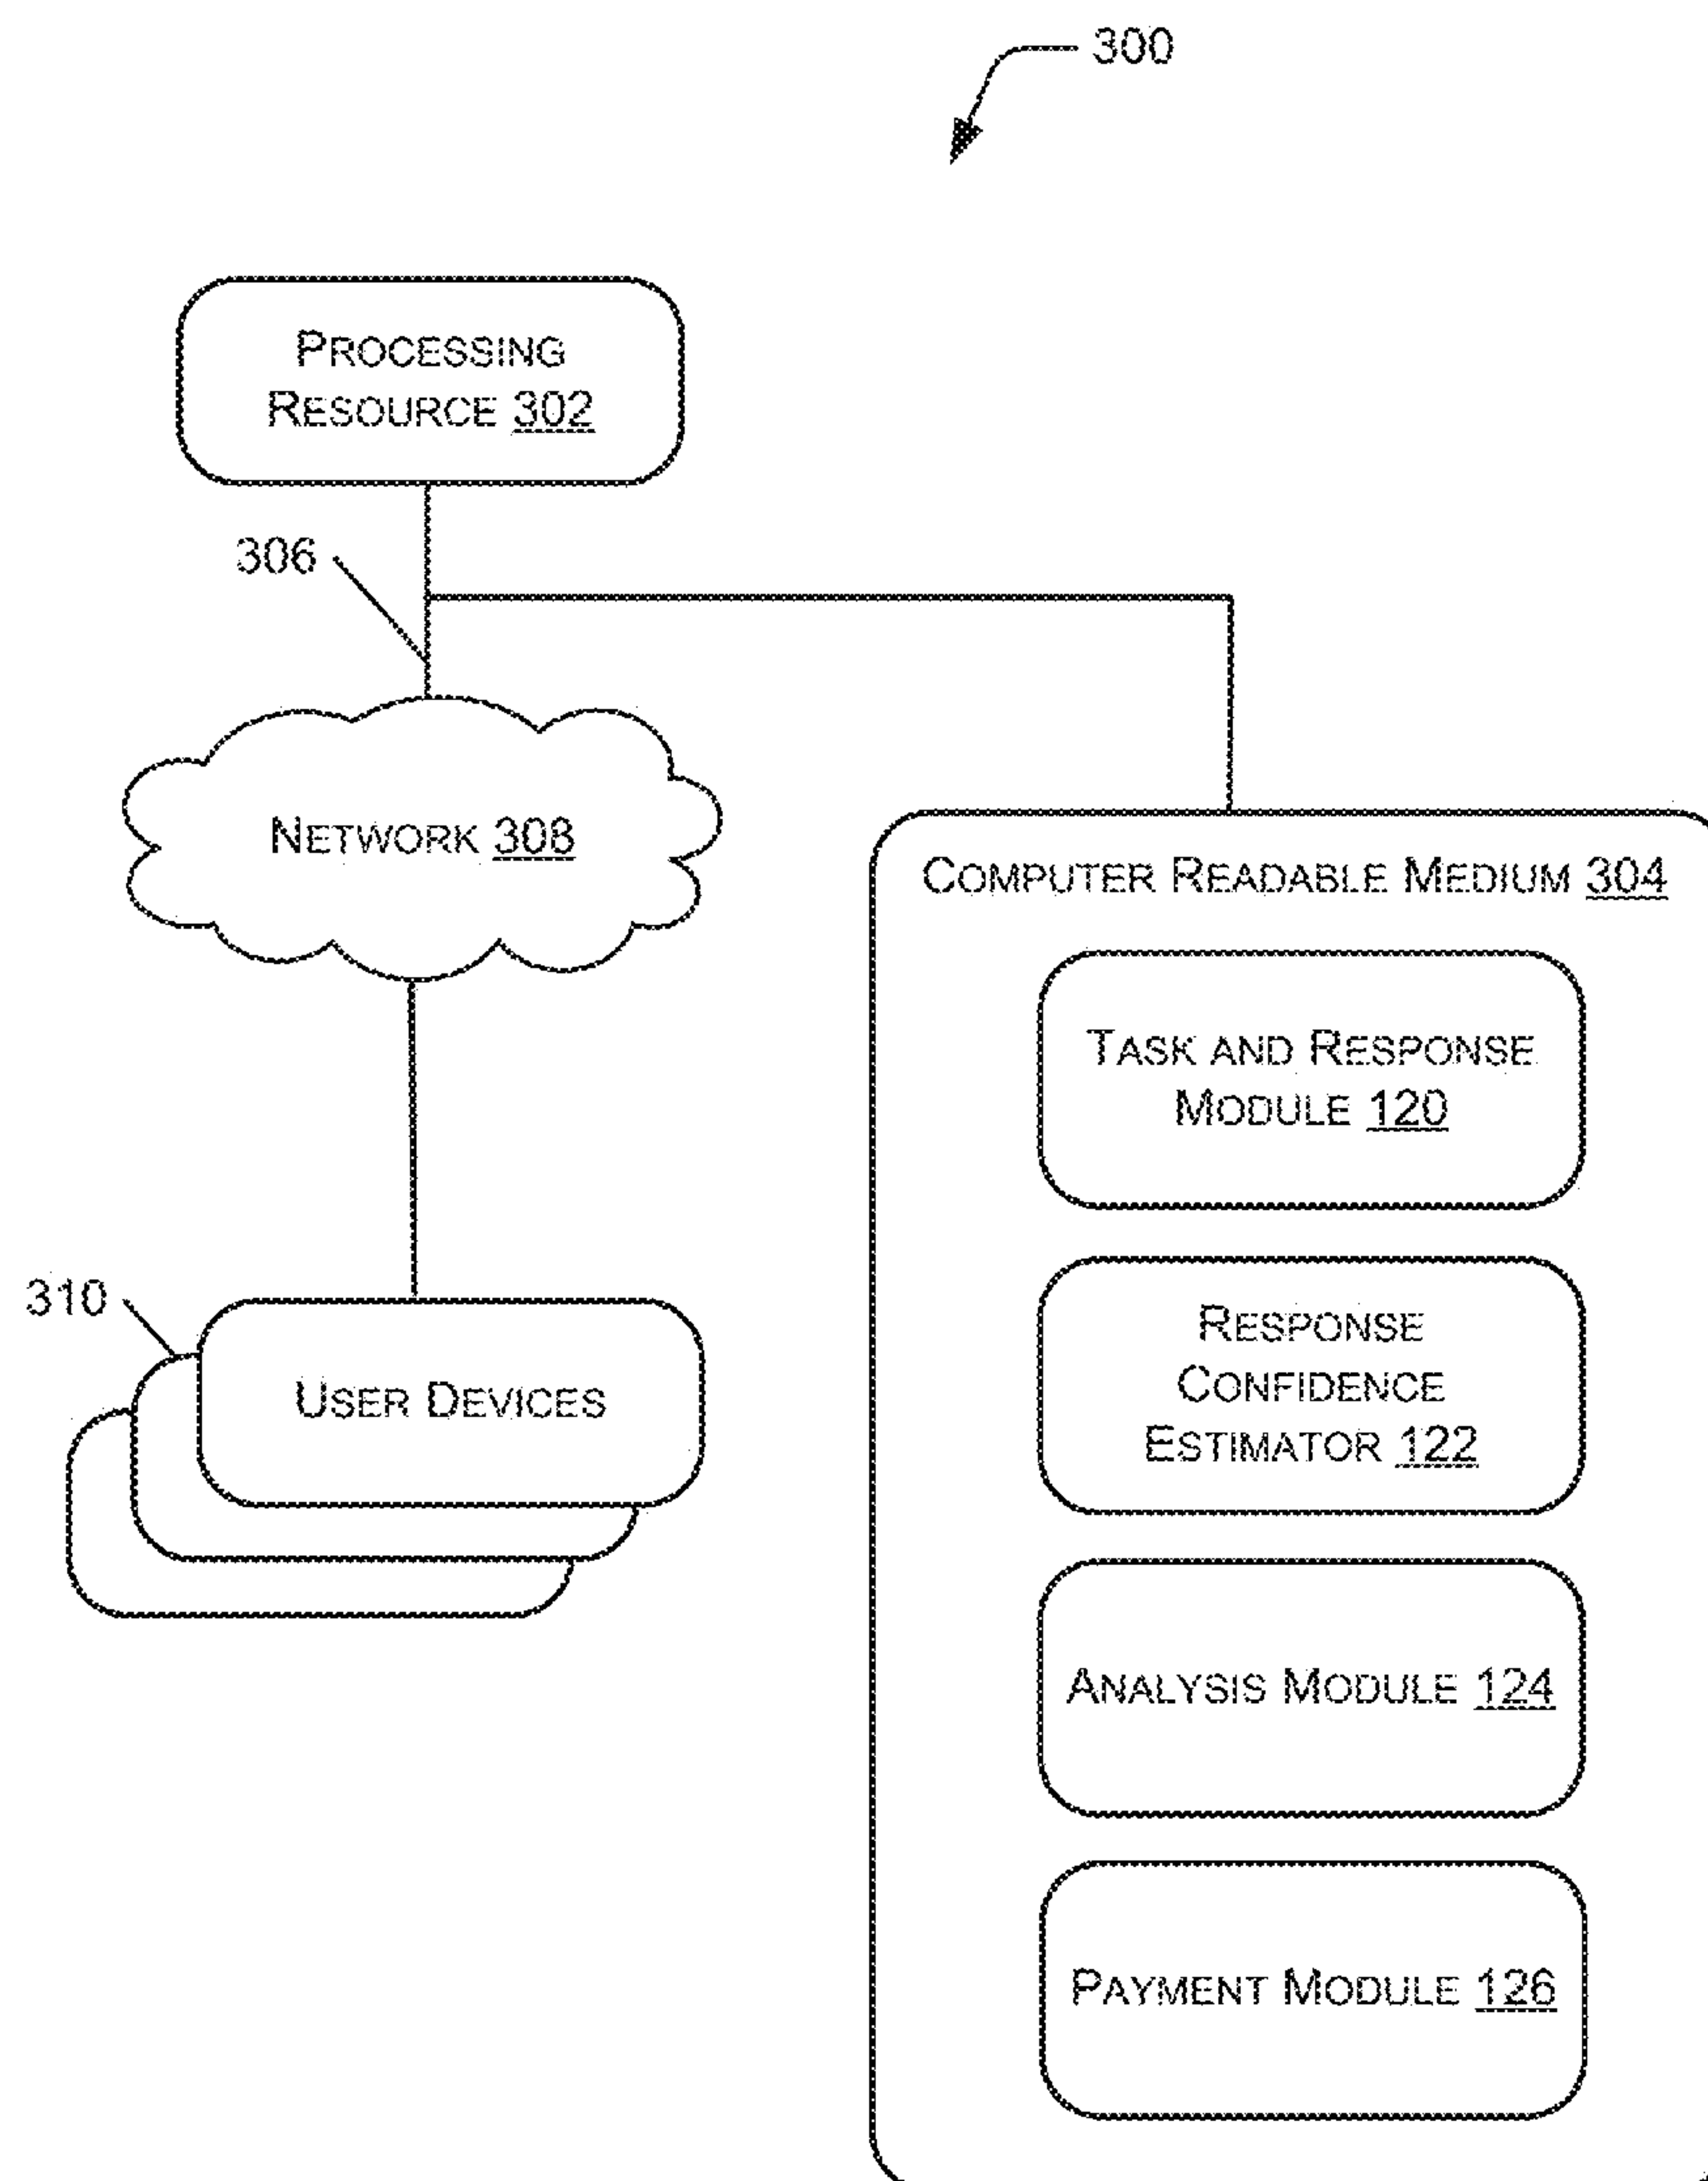 300
PROCESSING
RESOURCE 302
306
NETWORK 308
COMPUTER READABLE MEDIUM 304
TASK AND RESPONSE
MODULE 120
310
USER DEVICES
RESPONSE
CONFIDENCE
ESTIMATOR 122
ANALYSIS MODULE 124
PAYMENT MODULE 126